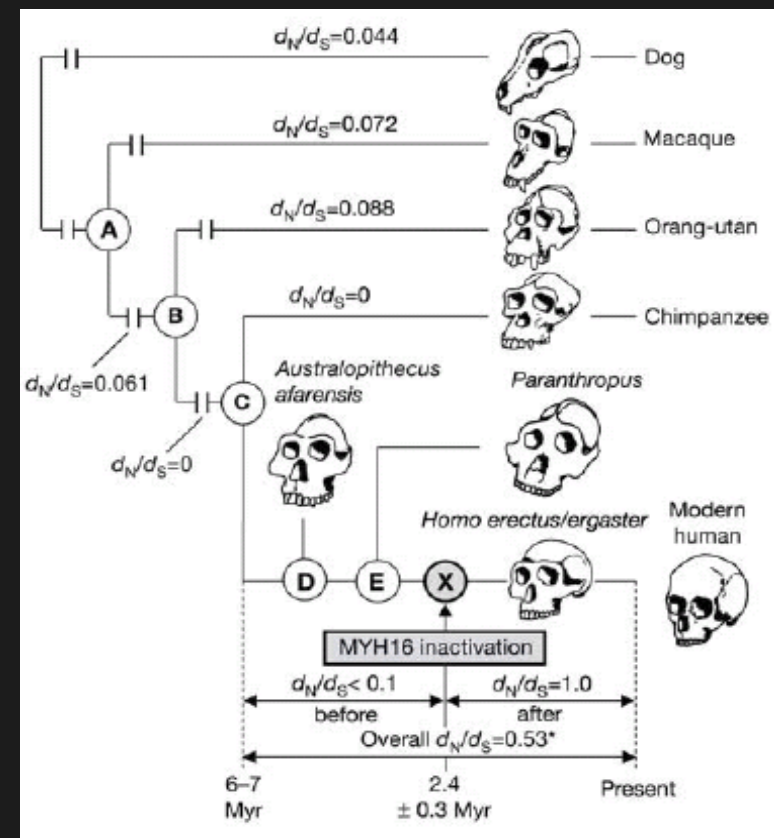 dN/dS=0.044
Dog
dN/dS=0.072
Macaque
A
dN/dS=0.088
Orang-utan
B
dN/dS=0
Chimpanzee
dN/dS=0.061
C
Australopithecus
afarensis
Paranthropus
dN/dS=0
Homo erectus/ergaster
Modern
human
D
E
X
MYH16 inactivation
dN/dS< 0.1
dN/dS=1.0
before
after
Overall dN/dS=0.53*
6–7
Myr
2.4
± 0.3 Myr
Present